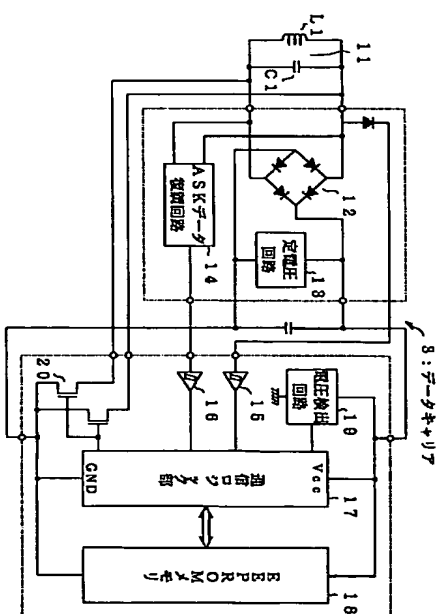 8：データキャリア
L1
11
C1
12
ASKデータ
復調回路
14
定電圧
回路
13
15
16
電圧検出
回路
19
20
Vcc
GND
通信ロジック部
17
EEPROMメモリ
18